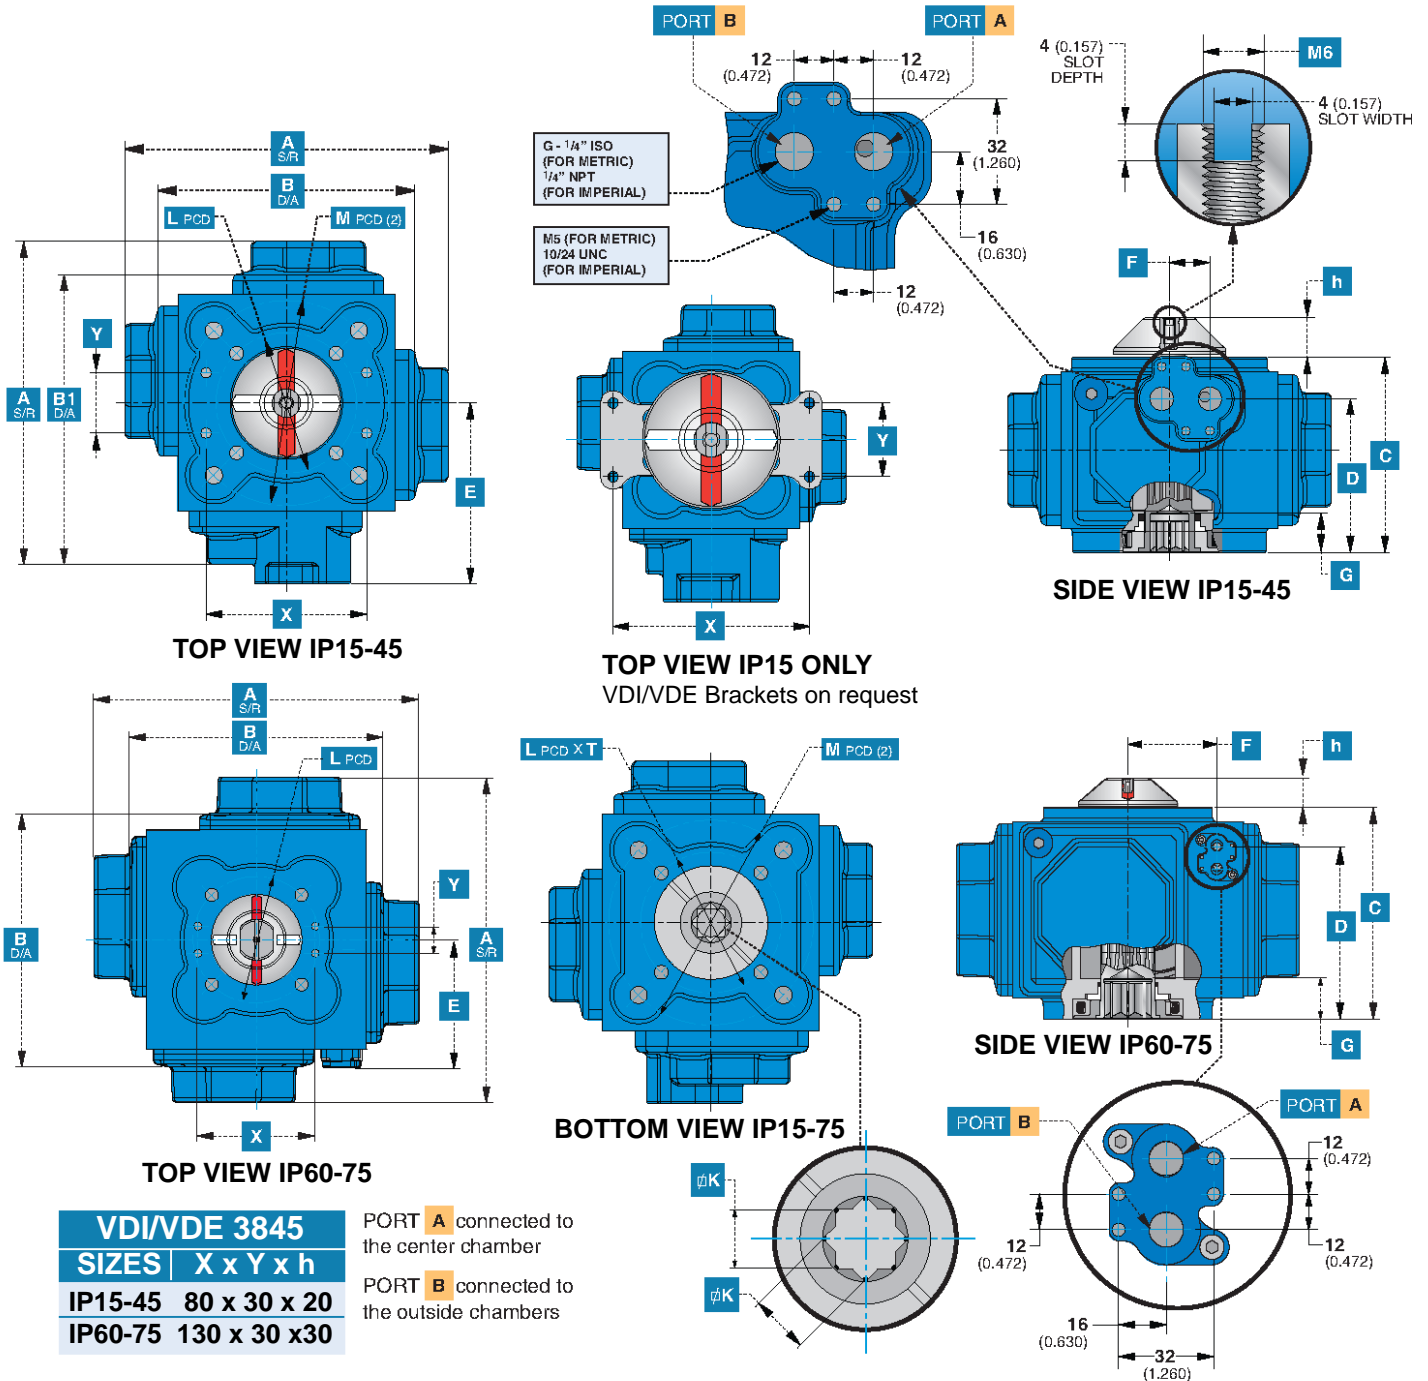 PORT B
PORT A
12
(0.472)
12
(0.472)
4 (0.157)
SLOT
DEPTH
M6
4 (0.157)
SLOT WIDTH
32
(1.260)
16
(0.630)
12
(0.472)
G - 1/4" ISO
(FOR METRIC)
1/4" NPT
(FOR IMPERIAL)
M5 (FOR METRIC)
10/24 UNC
(FOR IMPERIAL)
A
S/R
B
D/A
L PCD
M PCD (2)
Y
A
S/R
B1
D/A
E
X
TOP VIEW IP15-45
Y
X
TOP VIEW IP15 ONLY
VDI/VDE Brackets on request
F
h
C
D
G
SIDE VIEW IP15-45
A
S/R
B
D/A
L PCD
Y
B
D/A
A
S/R
E
X
TOP VIEW IP60-75
L PCD X T
M PCD (2)
BOTTOM VIEW IP15-75
øK
øK
F
h
C
D
G
SIDE VIEW IP60-75
PORT A
PORT B
12
(0.472)
12
(0.472)
12
(0.472)
16
(0.630)
32
(1.260)
VDI/VDE 3845
SIZES X x Y x h
IP15-45 80 x 30 x 20
IP60-75 130 x 30 x30
PORT A connected to
the center chamber
PORT B connected to
the outside chambers